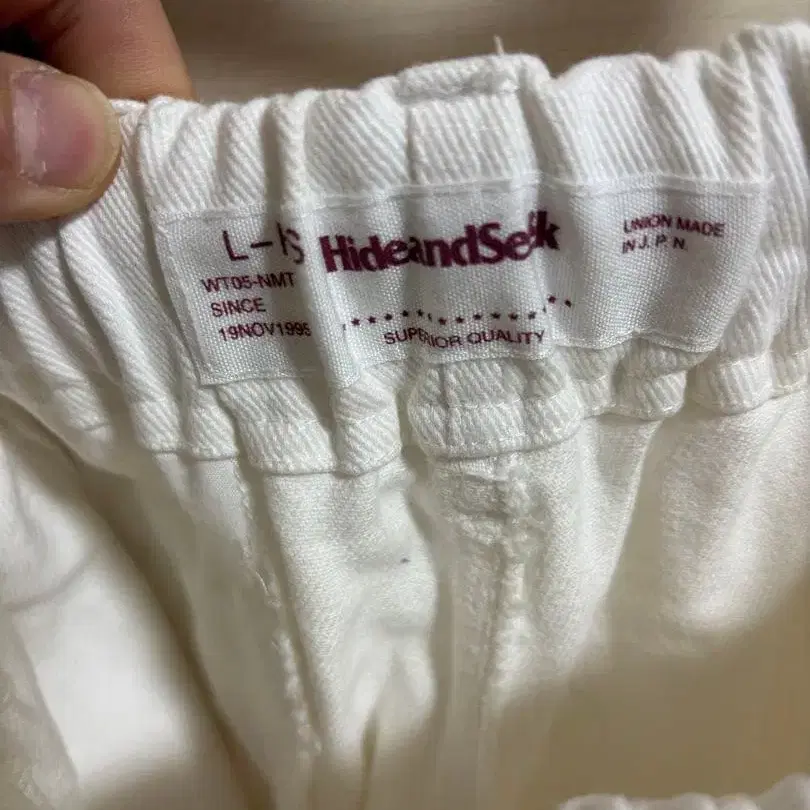 L-IS
WT05-NMT
SINCE
19NOV1995
HideandSeek
SUPERIOR QUALITY
UNION MADE
IN J. P. N.